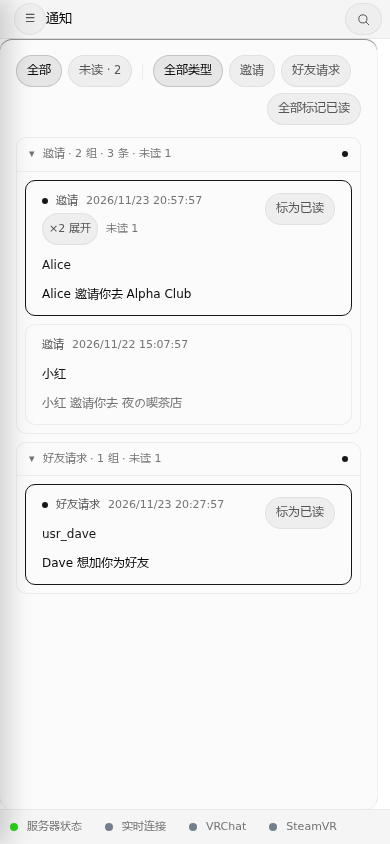 通知
全部 未读 · 2 全部类型 邀请 好友请求
全部标记已读
邀请 · 2 组 · 3 条 · 未读 1
邀请 2026/11/23 20:57:57 标为已读
×2 展开 未读 1
Alice
Alice 邀请你去 Alpha Club
邀请 2026/11/22 15:07:57
小红
小红 邀请你去 夜の喫茶店
好友请求 · 1 组 · 未读 1
好友请求 2026/11/23 20:27:57 标为已读
usr_dave
Dave 想加你为好友
服务器状态 实时连接 VRChat SteamVR